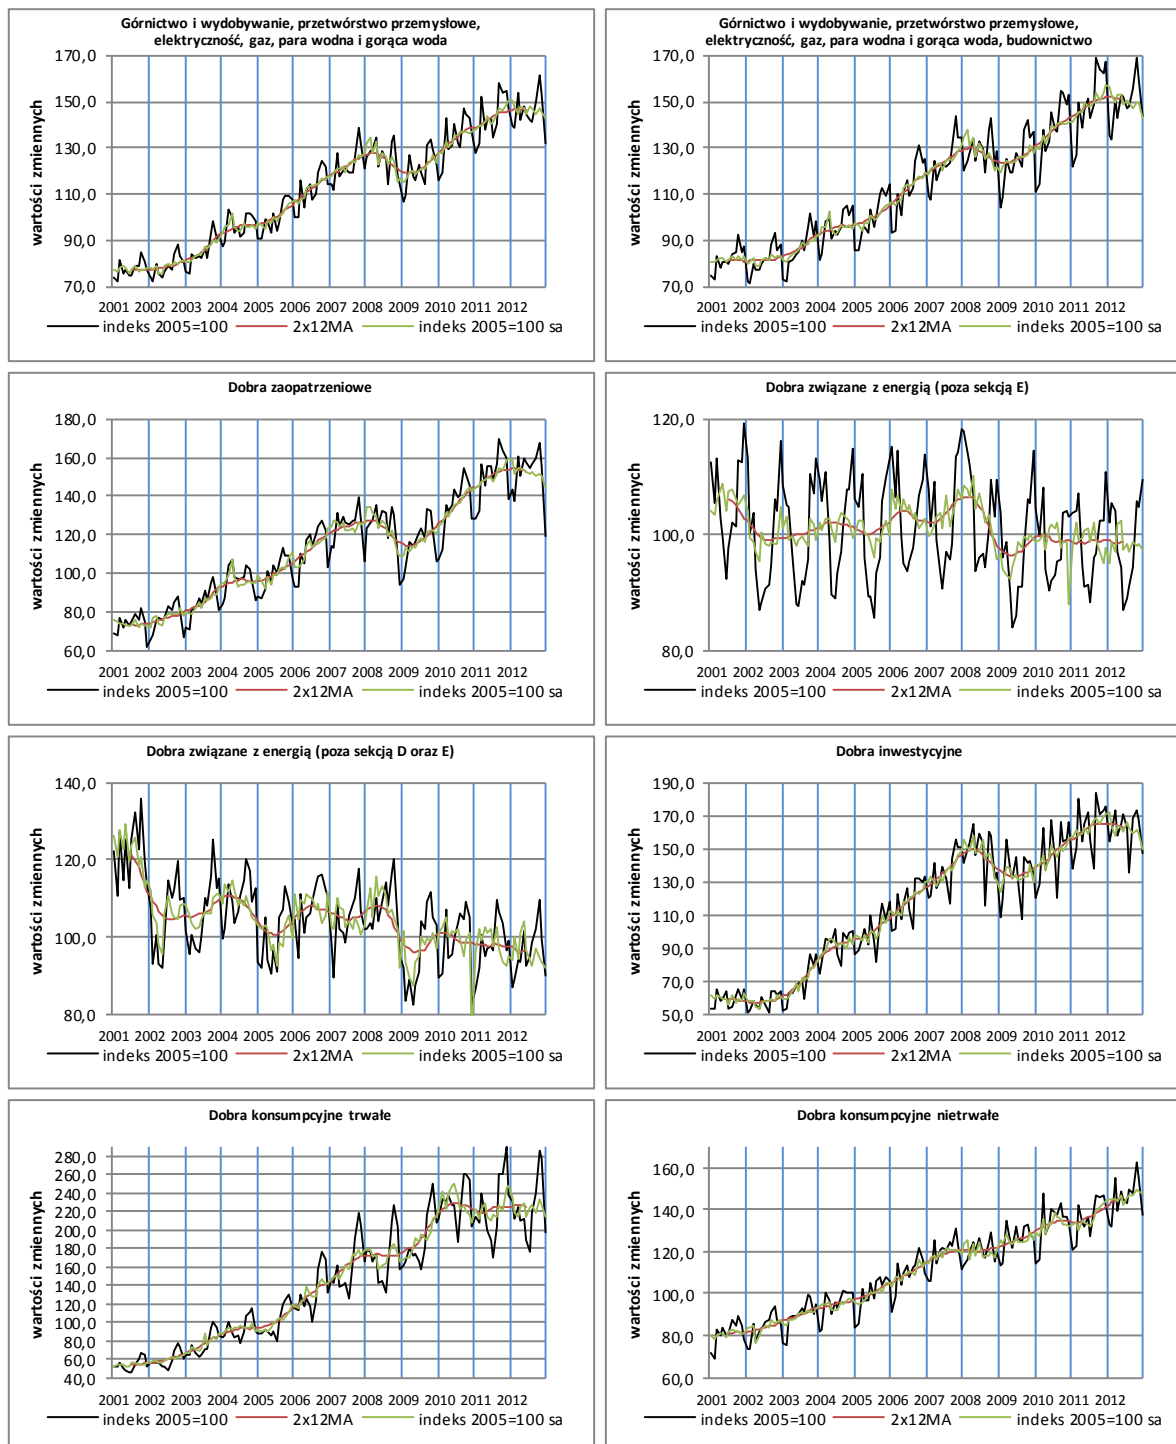 Górnictwo i wydobywanie, przetwórstwo przemysłowe,
elektryczność, gaz, para wodna i gorąca woda
wartości zmiennych
170,0
150,0
130,0
110,0
90,0
70,0
2001 2002 2003 2004 2005 2006 2007 2008 2009 2010 2011 2012
indeks 2005=100 2x12MA indeks 2005=100 sa
Górnictwo i wydobywanie, przetwórstwo przemysłowe,
elektryczność, gaz, para wodna i gorąca woda, budownictwo
wartości zmiennych
170,0
150,0
130,0
110,0
90,0
70,0
2001 2002 2003 2004 2005 2006 2007 2008 2009 2010 2011 2012
indeks 2005=100 2x12MA indeks 2005=100 sa
Dobra zaopatrzeniowe
wartości zmiennych
180,0
160,0
140,0
120,0
100,0
80,0
60,0
2001 2002 2003 2004 2005 2006 2007 2008 2009 2010 2011 2012
indeks 2005=100 2x12MA indeks 2005=100 sa
Dobra związane z energią (poza sekcją E)
wartości zmiennych
120,0
100,0
80,0
2001 2002 2003 2004 2005 2006 2007 2008 2009 2010 2011 2012
indeks 2005=100 2x12MA indeks 2005=100 sa
Dobra związane z energią (poza sekcją D oraz E)
wartości zmiennych
140,0
120,0
100,0
80,0
2001 2002 2003 2004 2005 2006 2007 2008 2009 2010 2011 2012
indeks 2005=100 2x12MA indeks 2005=100 sa
Dobra inwestycyjne
wartości zmiennych
190,0
170,0
150,0
130,0
110,0
90,0
70,0
50,0
2001 2002 2003 2004 2005 2006 2007 2008 2009 2010 2011 2012
indeks 2005=100 2x12MA indeks 2005=100 sa
Dobra konsumpcyjne trwałe
wartości zmiennych
280,0
260,0
240,0
220,0
200,0
180,0
160,0
140,0
120,0
100,0
80,0
60,0
40,0
2001 2002 2003 2004 2005 2006 2007 2008 2009 2010 2011 2012
indeks 2005=100 2x12MA indeks 2005=100 sa
Dobra konsumpcyjne nietrwałe
wartości zmiennych
160,0
140,0
120,0
100,0
80,0
60,0
2001 2002 2003 2004 2005 2006 2007 2008 2009 2010 2011 2012
indeks 2005=100 2x12MA indeks 2005=100 sa